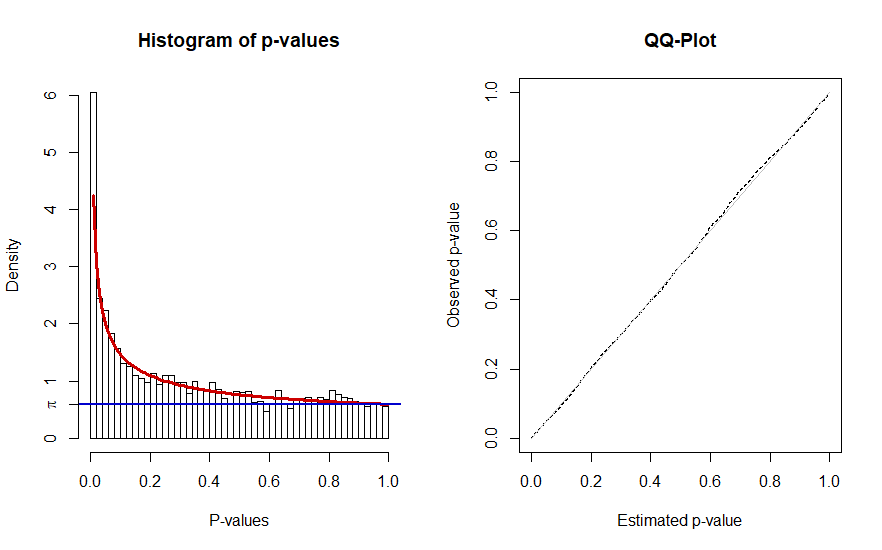 Histogram of p-values
6
5
4
3
2
1
π
0
Density
0.0 0.2 0.4 0.6 0.8 1.0
P-values
QQ-Plot
1.0
0.8
0.6
0.4
0.2
0.0
Observed p-value
0.0 0.2 0.4 0.6 0.8 1.0
Estimated p-value